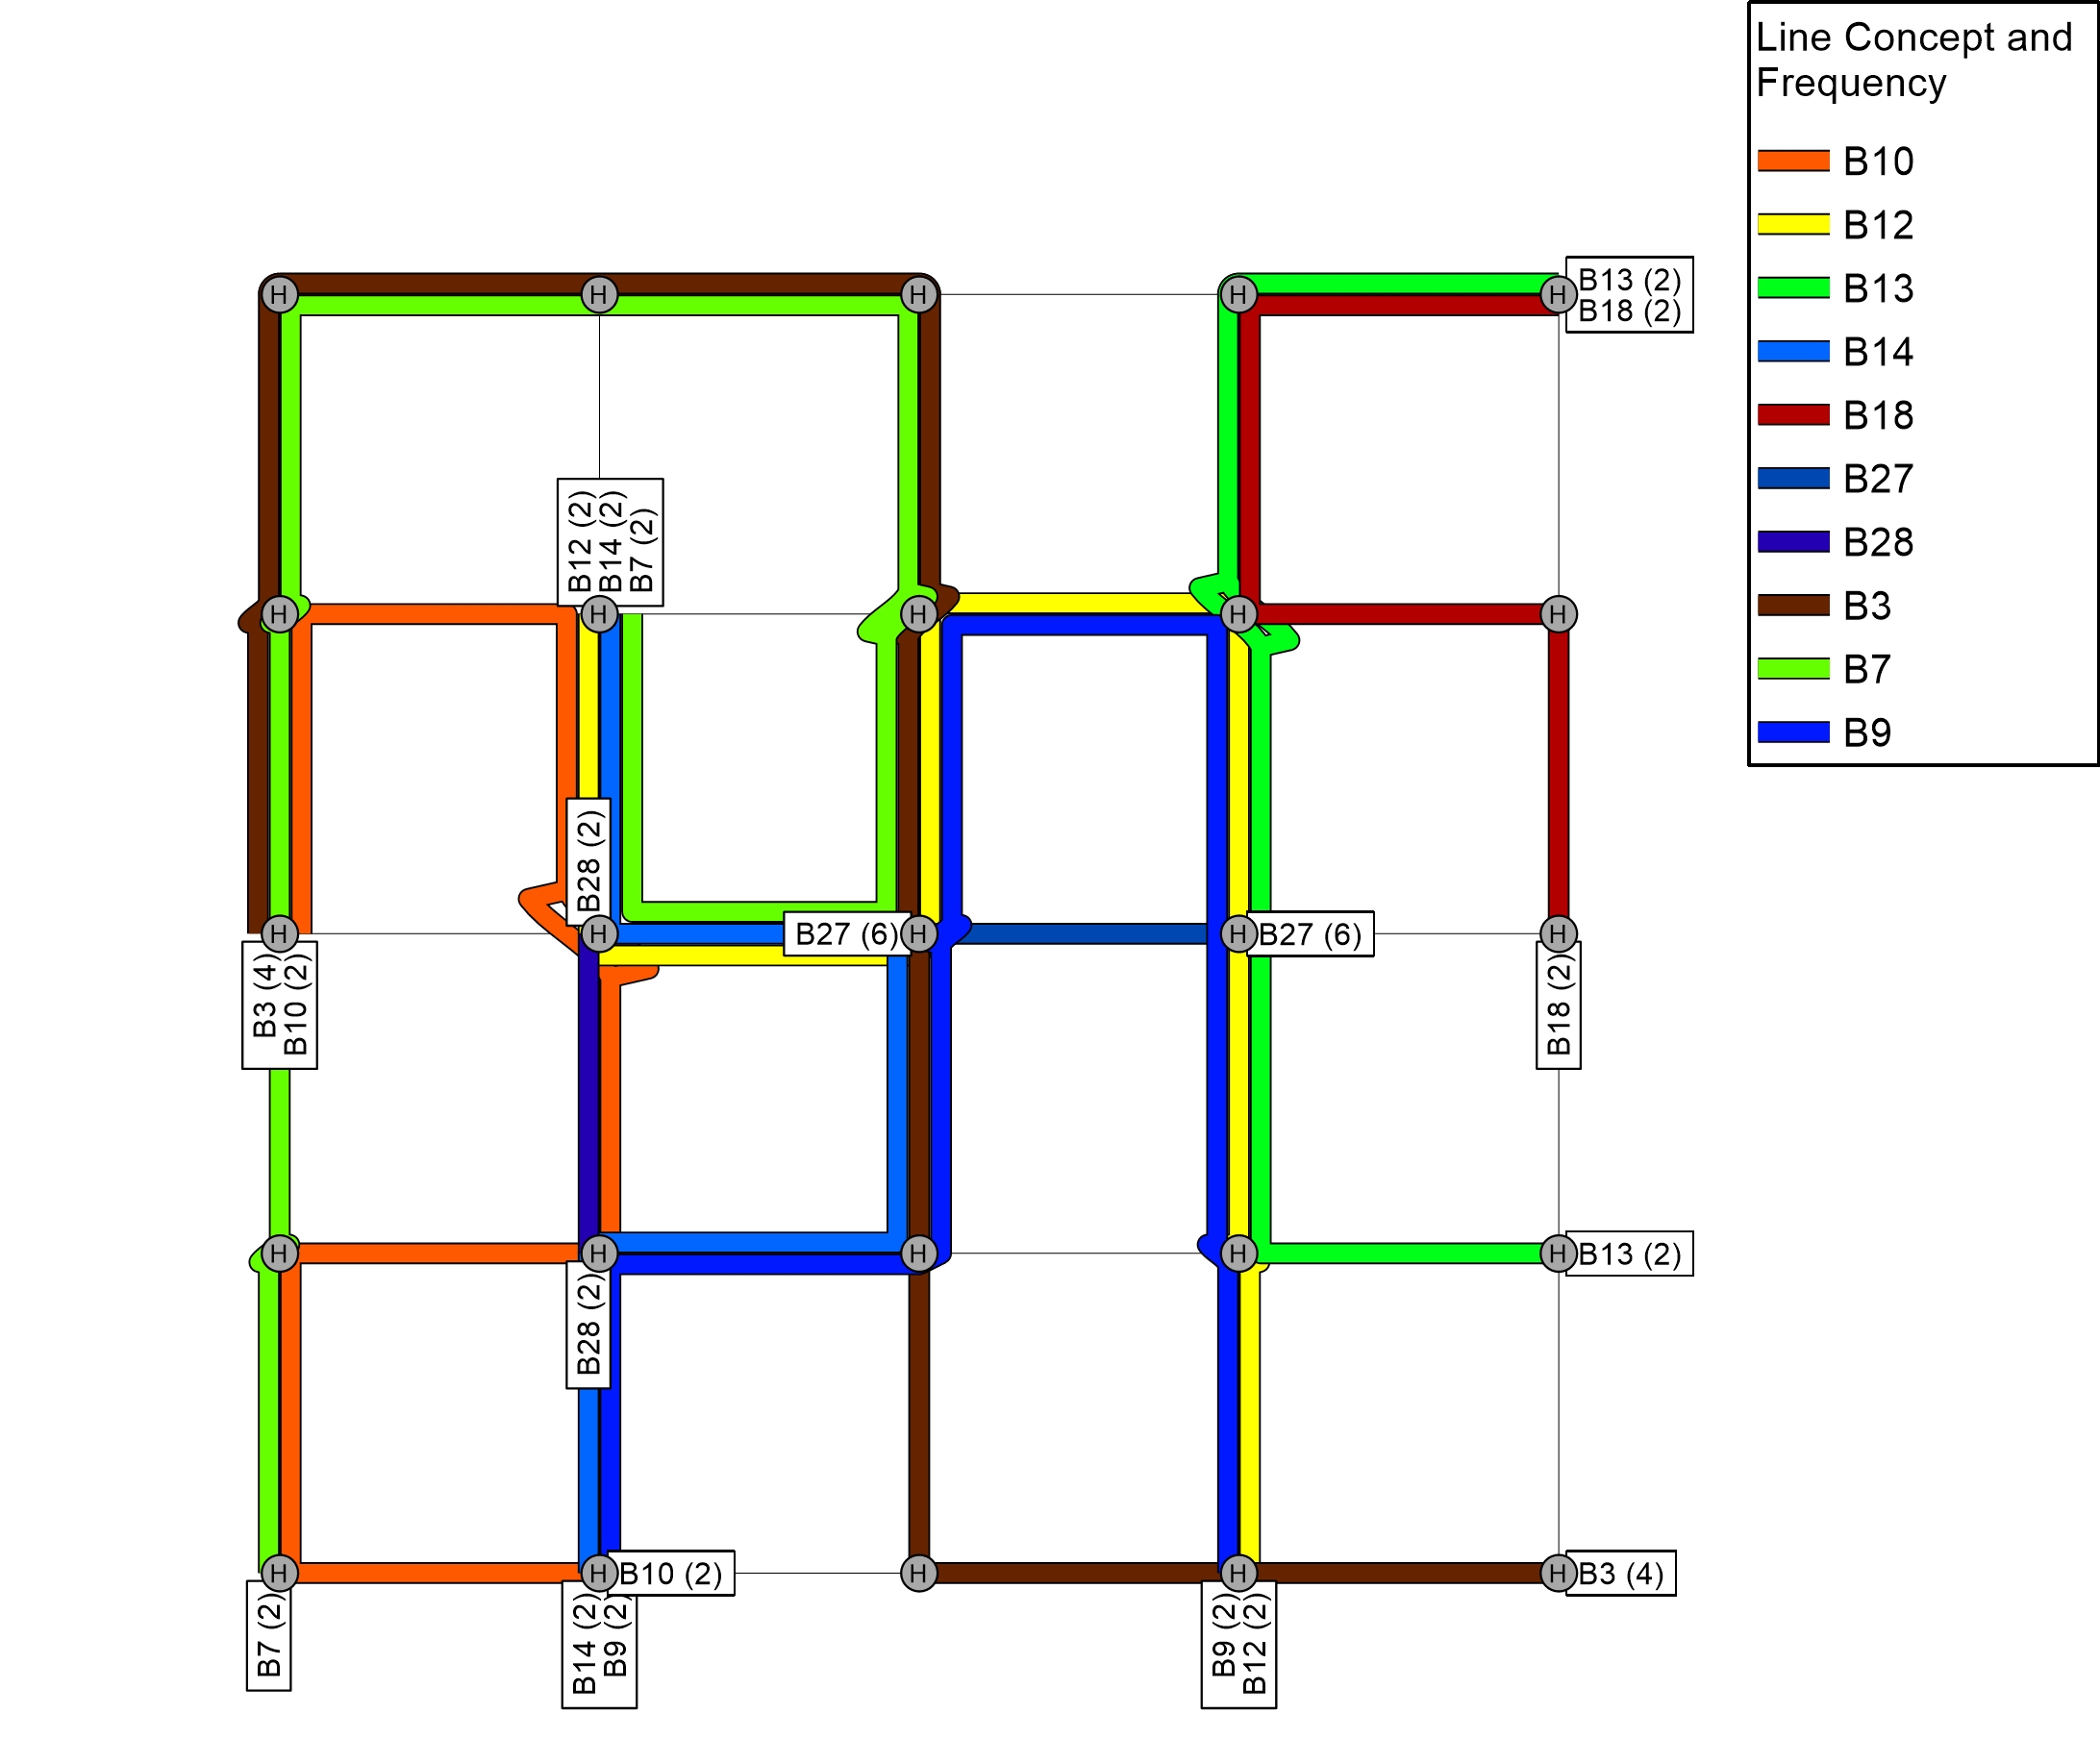 Line Concept and
Frequency
B10
B12
B13
B14
B18
B27
B28
B3
B7
B9
H
H
H
H
H
B13 (2)
B18 (2)
B12 (2)
B14 (2)
B7 (2)
H
H
H
H
H
B28 (2)
H
H
B27 (6)
H
H
B27 (6)
H
B3 (4)
B10 (2)
B18 (2)
H
H
H
H
H
B13 (2)
B28 (2)
H
H
B10 (2)
H
H
H
B3 (4)
B7 (2)
B14 (2)
B9 (2)
B9 (2)
B12 (2)